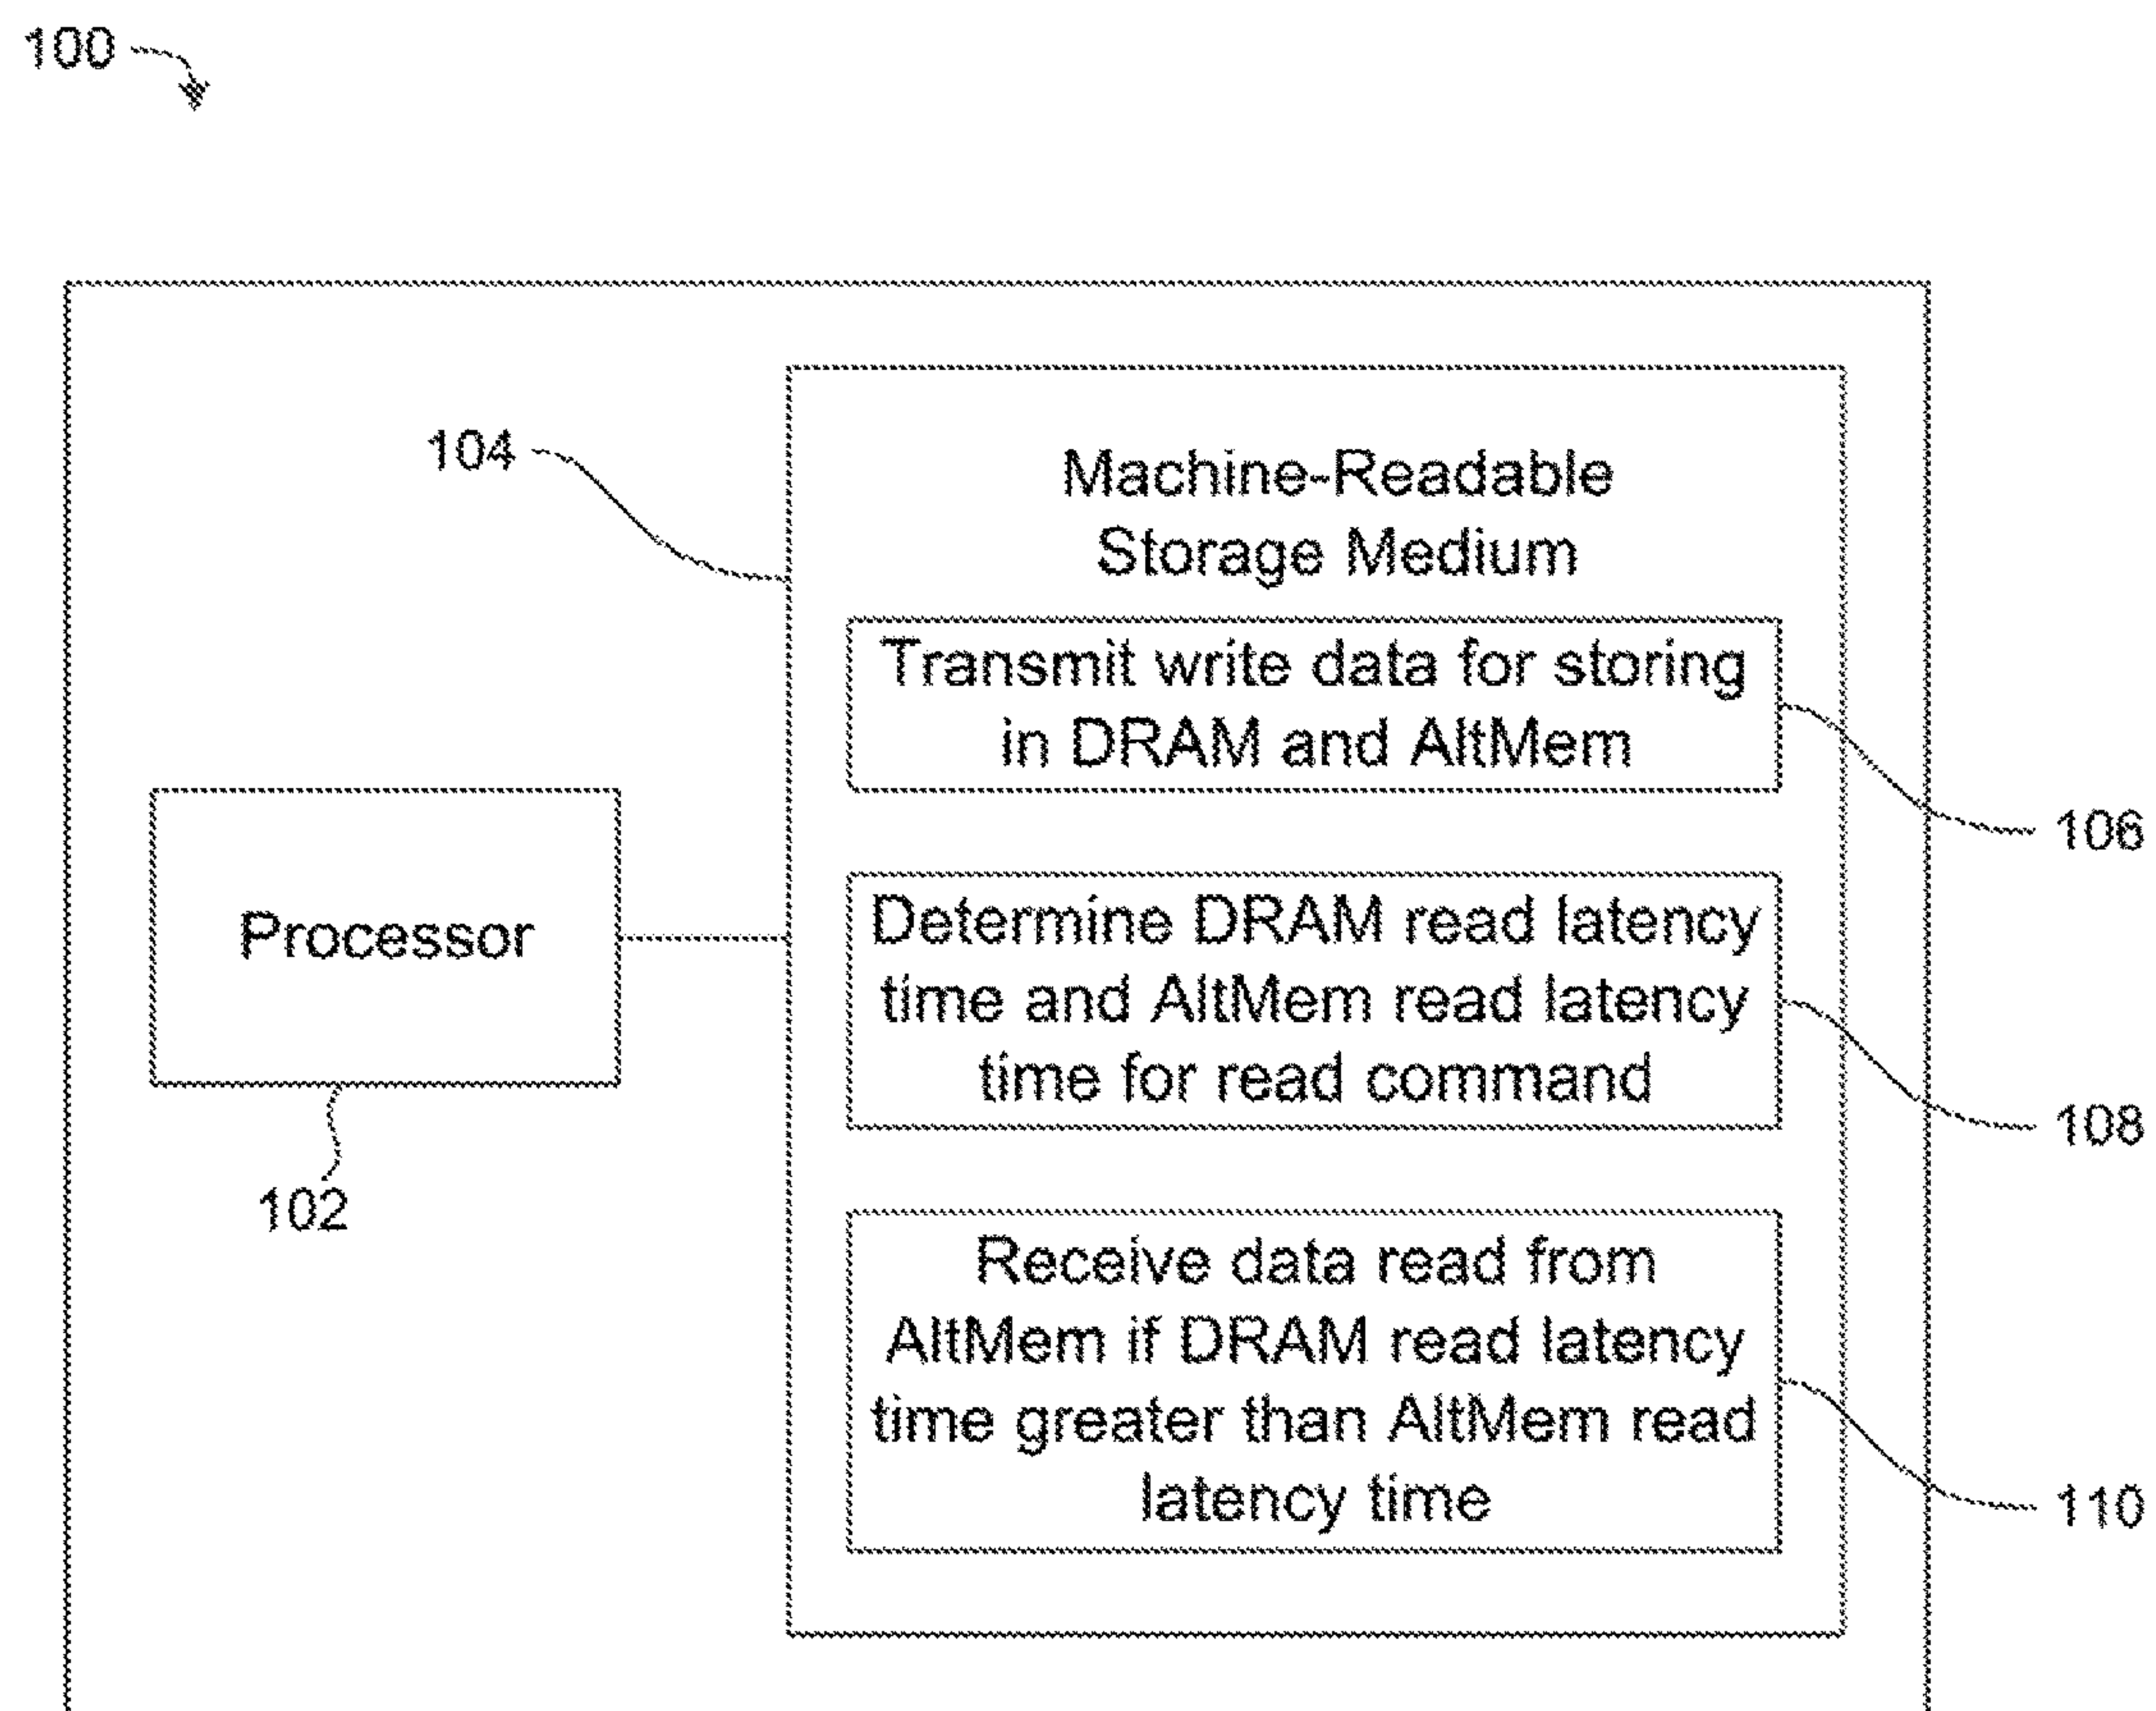 100
104
Machine-Readable
Storage Medium
Transmit write data for storing
in DRAM and AltMem
106
Processor
102
Determine DRAM read latency
time and AltMem read latency
time for read command
108
Receive data read from
AltMem if DRAM read latency
time greater than AltMem read
latency time
110